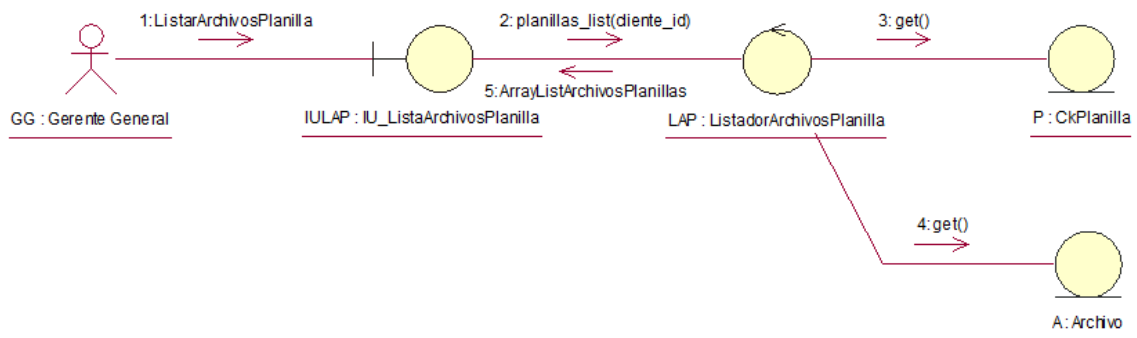 1:ListarArchivosPlanilla
2: planillas_list(cliente_id)
3: get()
5:ArrayListArchivosPlanillas
GG : Gerente General
IULAP : IU_ListaArchivosPlanilla
LAP : ListadorArchivosPlanilla
P : CkPlanilla
4: get()
A : Archivo